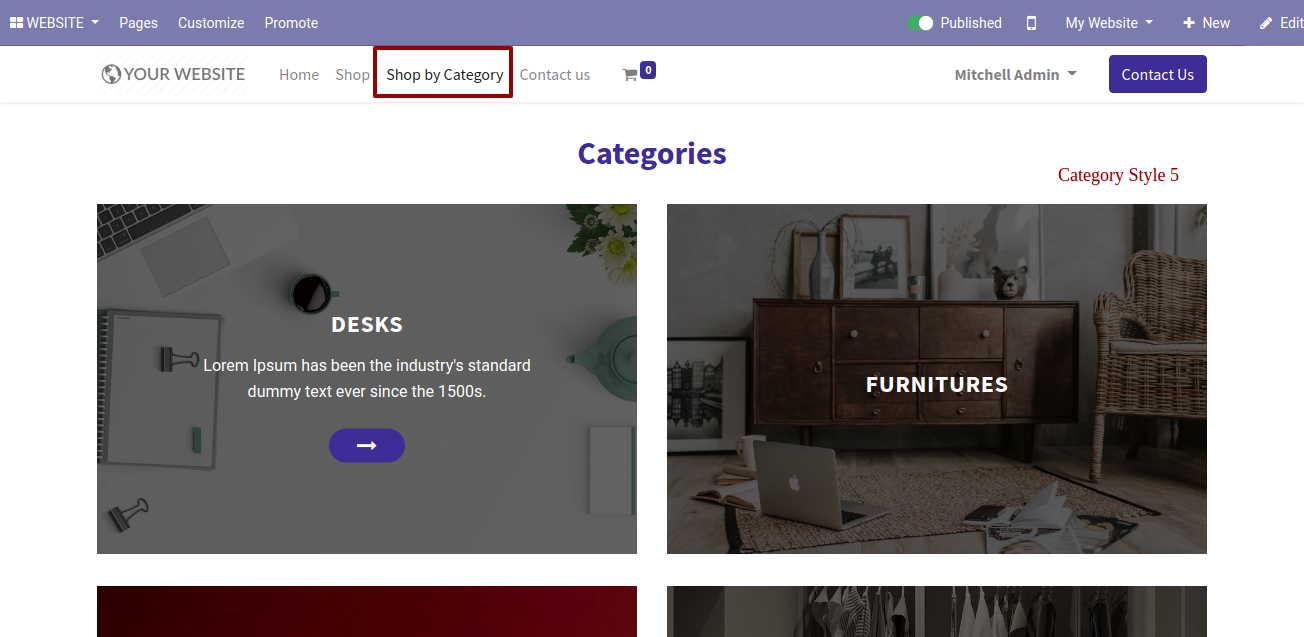 WEBSITE Pages Customize Promote Published My Website New Edit
YOUR WEBSITE Home Shop Shop by Category Contact us 0 Mitchell Admin Contact Us
Categories
Category Style 5
DESKS
Lorem Ipsum has been the industry's standard
dummy text ever since the 1500s.
FURNITURES